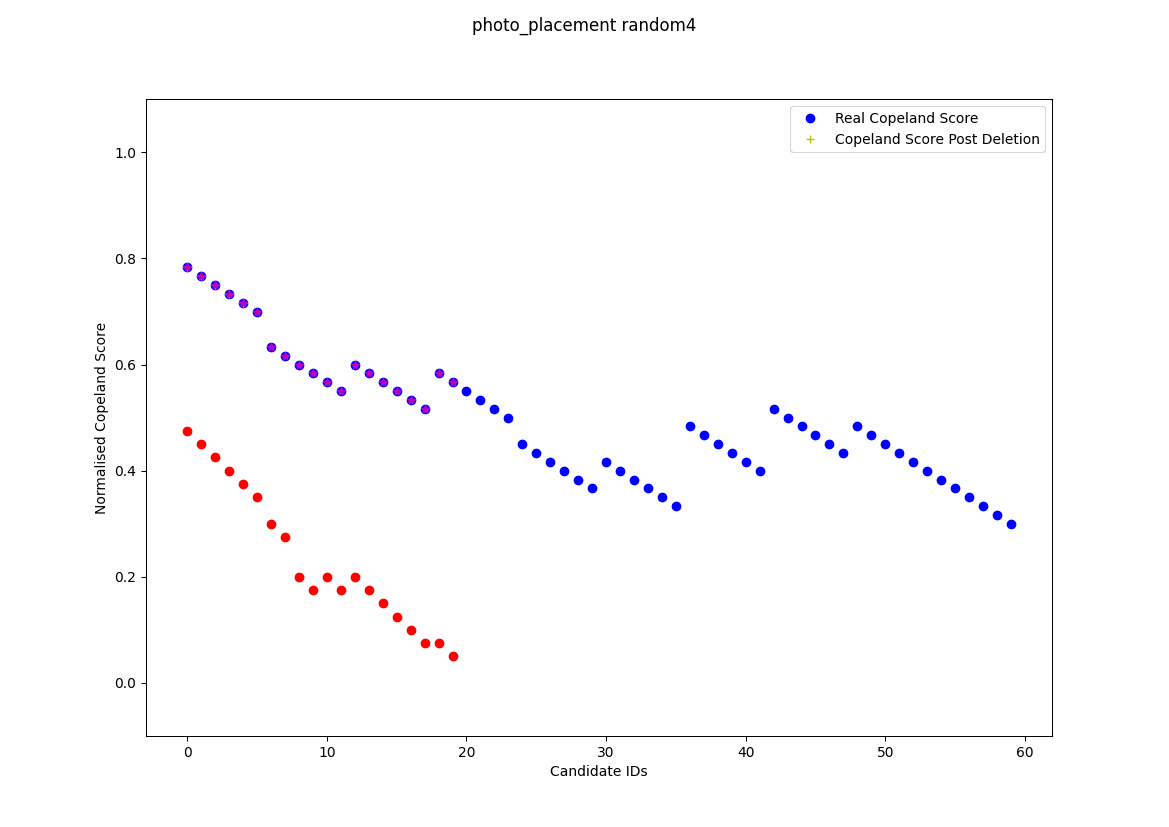 photo_placement random4
Real Copeland Score
Copeland Score Post Deletion
1.0
0.8
0.6
0.4
0.2
0.0
Normalised Copeland Score
0 10 20 30 40 50 60
Candidate IDs